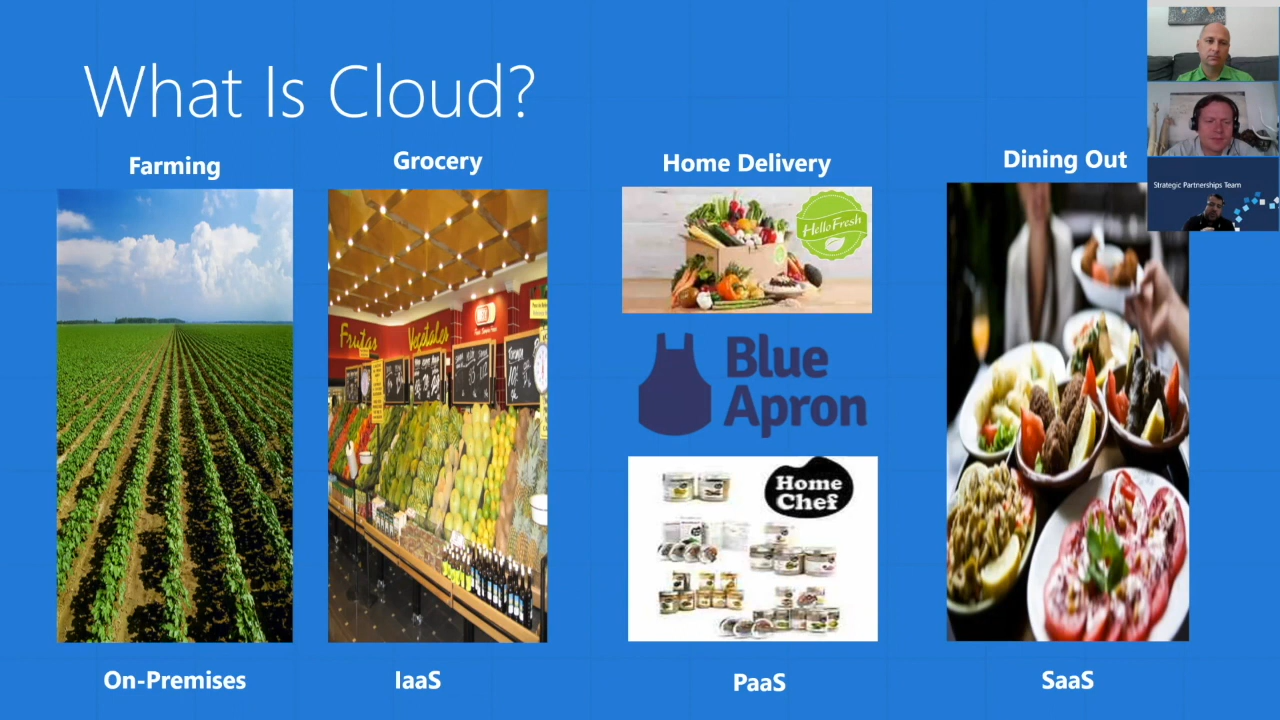 What Is Cloud?
Farming
Grocery
Home Delivery
Dining Out
Strategic Partnerships Team
HelloFresh
Frutas
Vegetales
Blue
Apron
Home
Chef
On-Premises
IaaS
PaaS
SaaS